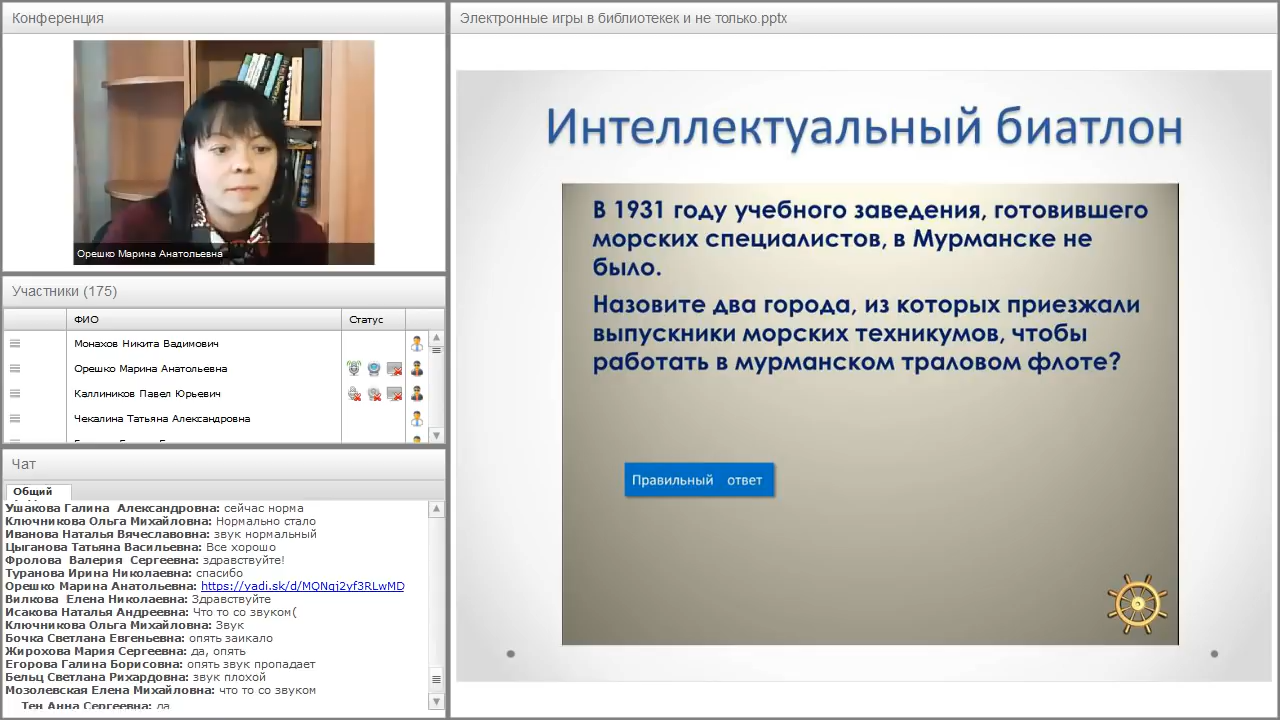 Конференция
Орешко Марина Анатольевна
Участники (175)
ФИО Статус
Монахов Никита Вадимович
Орешко Марина Анатольевна
Каллиников Павел Юрьевич
Чекалина Татьяна Александровна
Чат
Общий
Ушакова Галина Александровна: сейчас норма
Ключникова Ольга Михайловна: Нормально стало
Иванова Наталья Вячеславовна: звук нормальный
Цыганова Татьяна Васильевна: Все хорошо
Фролова Валерия Сергеевна: здравствуйте!
Туранова Ирина Николаевна: спасибо
Орешко Марина Анатольевна: https://yadi.sk/d/MQNqj2yf3RLwMD
Вилкова Елена Николаевна: Здравствуйте
Исакова Наталья Андреевна: Что то со звуком(
Ключникова Ольга Михайловна: Звук
Бочка Светлана Евгеньевна: опять заикало
Жирохова Мария Сергеевна: да, опять
Егорова Галина Борисовна: опять звук пропадает
Бельц Светлана Рихардовна: звук плохой
Мозолевская Елена Михайловна: что то со звуком
Тен Анна Сергеевна: да
Электронные игры в библиотекек и не только.pptx
Интеллектуальный биатлон
В 1931 году учебного заведения, готовившего
морских специалистов, в Мурманске не
было.
Назовите два города, из которых приезжали
выпускники морских техникумов, чтобы
работать в мурманском траловом флоте?
Правильный ответ